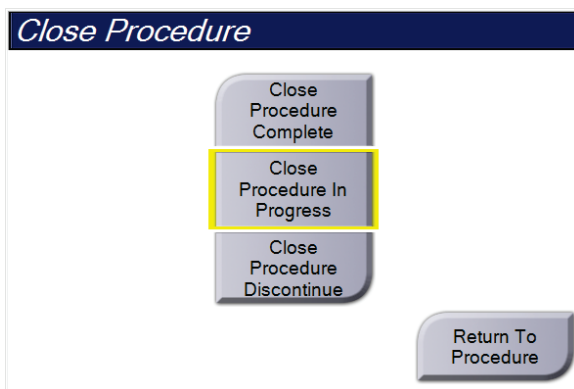 Close Procedure
Close
Procedure
Complete
Close
Procedure In
Progress
Close
Procedure
Discontinue
Return To
Procedure